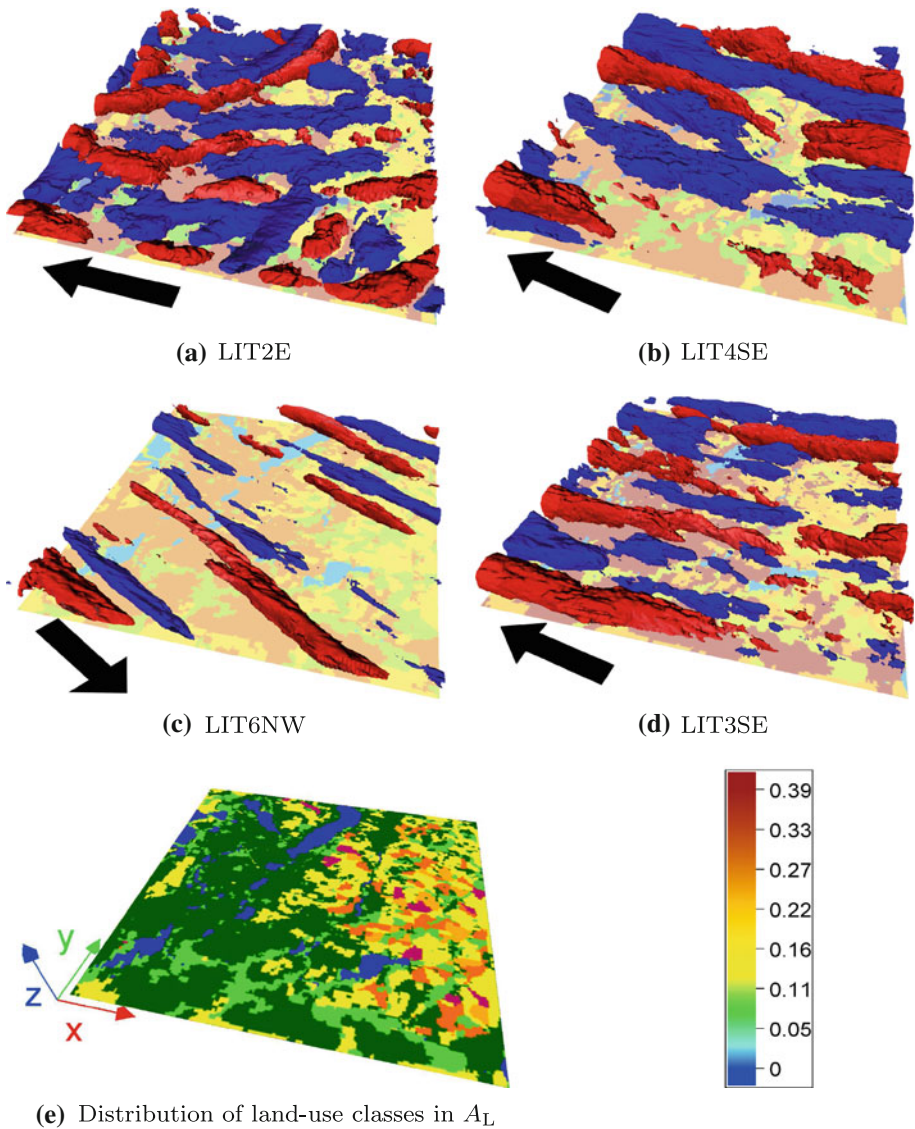 (a) LIT2E
(b) LIT4SE
(c) LIT6NW
(d) LIT3SE
y
z
x
0.39
0.33
0.27
0.22
0.16
0.11
0.05
0
(e) Distribution of land-use classes in A_L